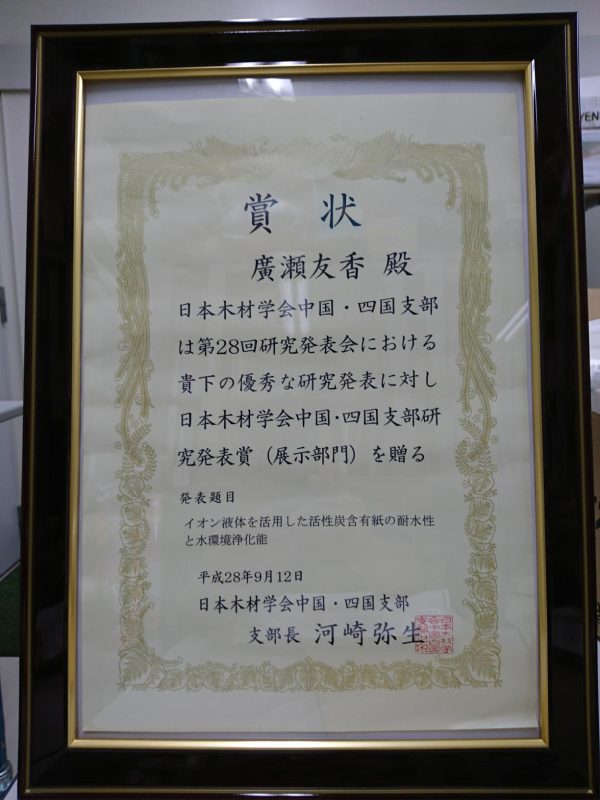 賞状
廣瀬友香 殿
日本木材学会中国・四国支部
は第28回研究発表会における
貴下の優秀な研究発表に対し
日本木材学会中国・四国支部研
究発表賞（展示部門）を贈る
発表題目
イオン液体を活用した活性炭含有紙の耐水性
と水環境浄化能
平成28年9月12日
日本木材学会中国・四国支部
支部長 河崎弥生
YEN